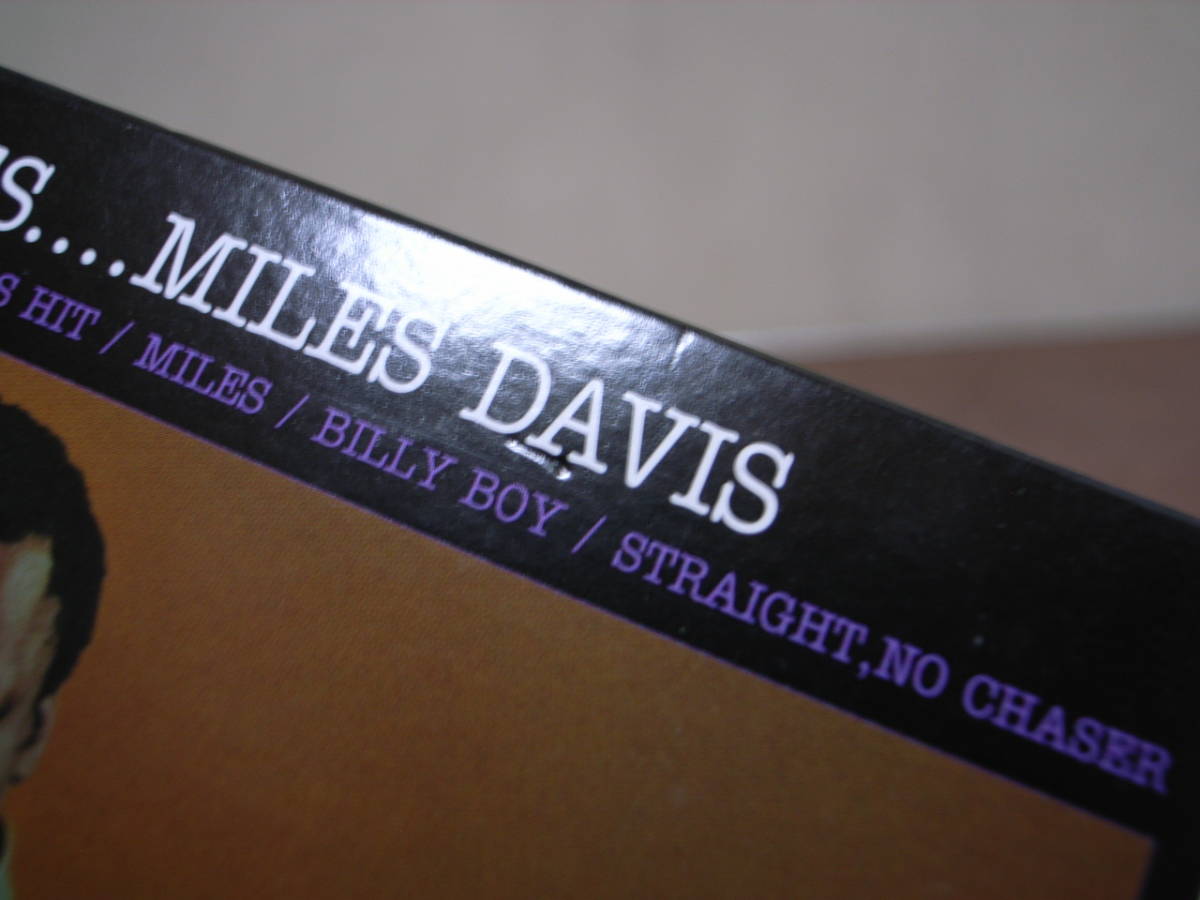 S....MILES DAVIS
S HIT / MILES / BILLY BOY / STRAIGHT,NO CHASER